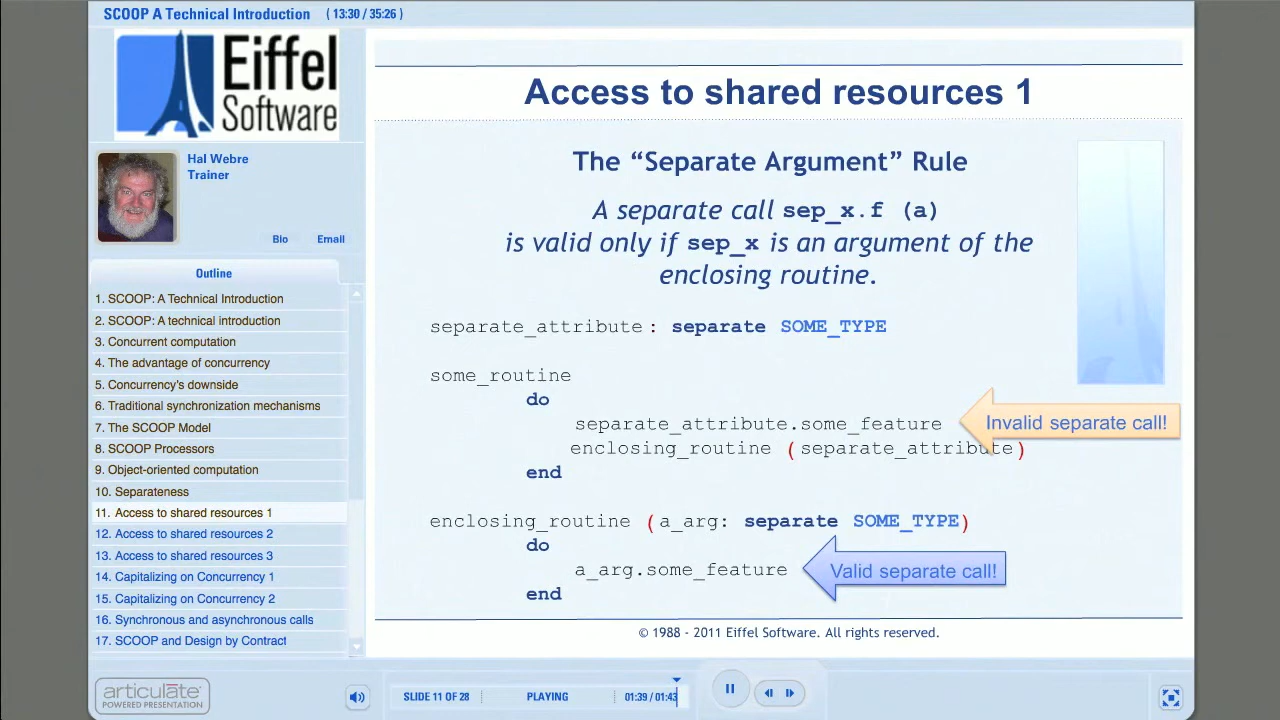 SCOOP A Technical Introduction ( 13:30 / 35:26 )
Eiffel
Software
Hal Webre
Trainer
Bio Email
Outline
1. SCOOP: A Technical Introduction
2. SCOOP: A technical introduction
3. Concurrent computation
4. The advantage of concurrency
5. Concurrency's downside
6. Traditional synchronization mechanisms
7. The SCOOP Model
8. SCOOP Processors
9. Object-oriented computation
10. Separateness
11. Access to shared resources 1
12. Access to shared resources 2
13. Access to shared resources 3
14. Capitalizing on Concurrency 1
15. Capitalizing on Concurrency 2
16. Synchronous and asynchronous calls
17. SCOOP and Design by Contract
Access to shared resources 1
The “Separate Argument” Rule
A separate call sep_x.f (a)
is valid only if sep_x is an argument of the
enclosing routine.
separate_attribute: separate SOME_TYPE
some_routine
do
separate_attribute.some_feature
Invalid separate call!
enclosing_routine (separate_attribute)
end
enclosing_routine (a_arg: separate SOME_TYPE)
do
a_arg.some_feature
Valid separate call!
end
© 1988 - 2011 Eiffel Software. All rights reserved.
articulate
POWERED PRESENTATION
SLIDE 11 OF 28 PLAYING 01:39 / 01:43